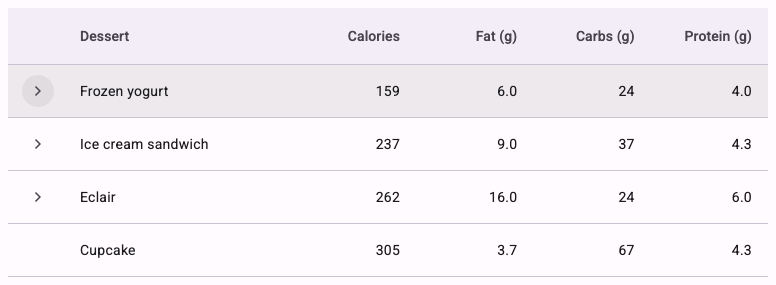 Dessert Calories Fat (g) Carbs (g) Protein (g)
Frozen yogurt 159 6.0 24 4.0
Ice cream sandwich 237 9.0 37 4.3
Eclair 262 16.0 24 6.0
Cupcake 305 3.7 67 4.3